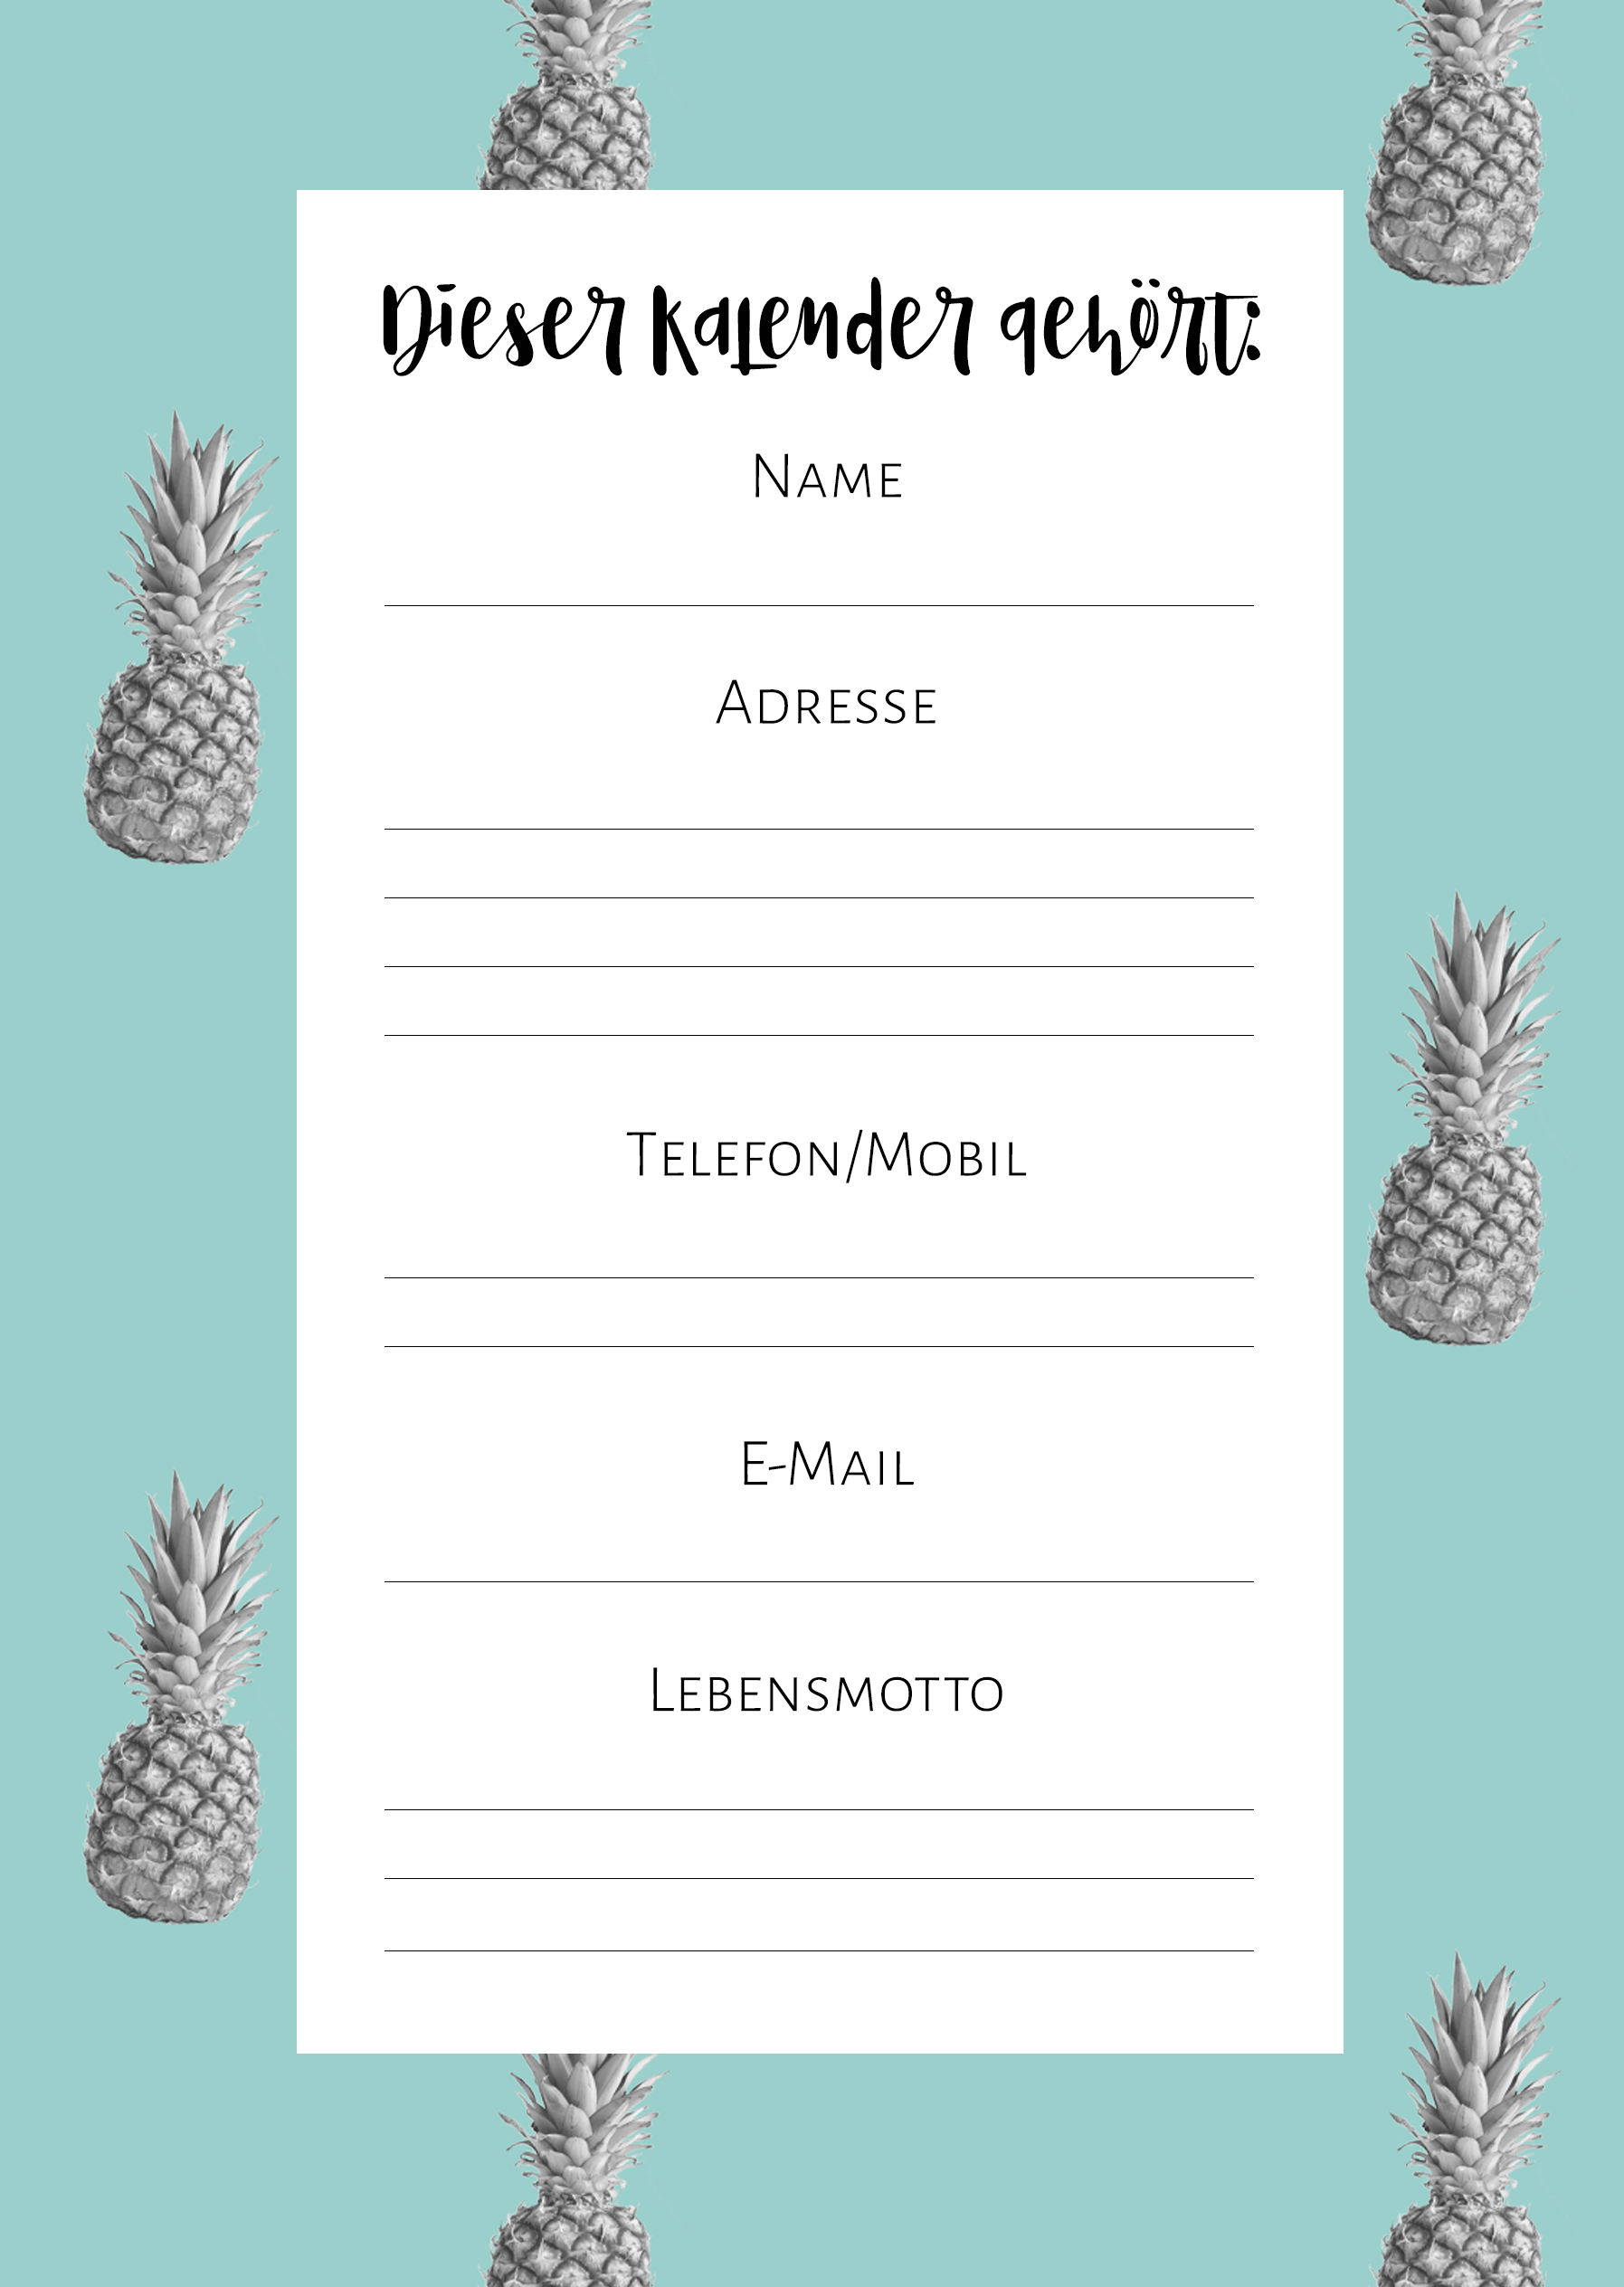 Dieser Kalender gehört:
Name
Adresse
Telefon/Mobil
E-Mail
Lebensmotto